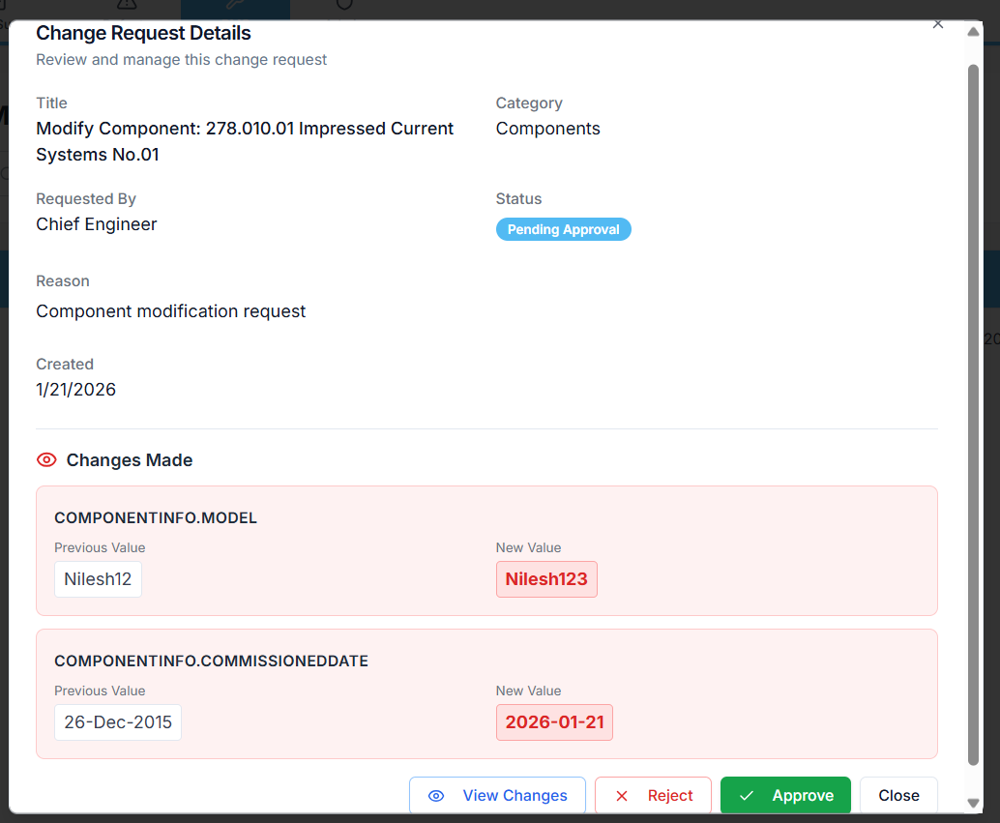 Change Request Details
Review and manage this change request
Title
Category
Modify Component: 278.010.01 Impressed Current
Systems No.01
Components
Requested By
Status
Chief Engineer
Pending Approval
Reason
Component modification request
Created
1/21/2026
Changes Made
COMPONENTINFO.MODEL
Previous Value
New Value
Nilesh12
Nilesh123
COMPONENTINFO.COMMISSIONEDDATE
Previous Value
New Value
26-Dec-2015
2026-01-21
View Changes
Reject
Approve
Close